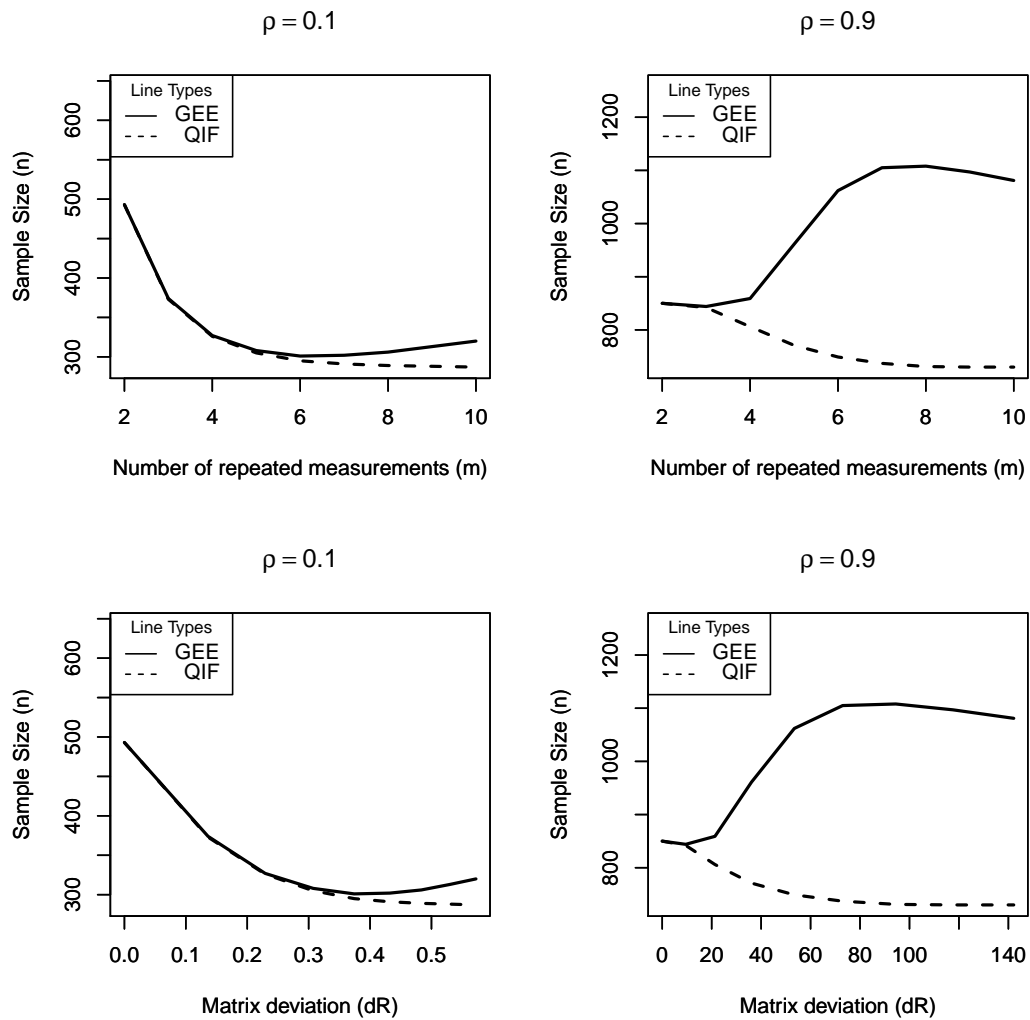 ρ = 0.1
Line Types
GEE
QIF
Sample Size (n)
300 400 500 600
2 4 6 8 10
Number of repeated measurements (m)
ρ = 0.9
Line Types
GEE
QIF
Sample Size (n)
800 1000 1200
2 4 6 8 10
Number of repeated measurements (m)
ρ = 0.1
Line Types
GEE
QIF
Sample Size (n)
300 400 500 600
0.0 0.1 0.2 0.3 0.4 0.5
Matrix deviation (dR)
ρ = 0.9
Line Types
GEE
QIF
Sample Size (n)
800 1000 1200
0 20 40 60 80 100 140
Matrix deviation (dR)